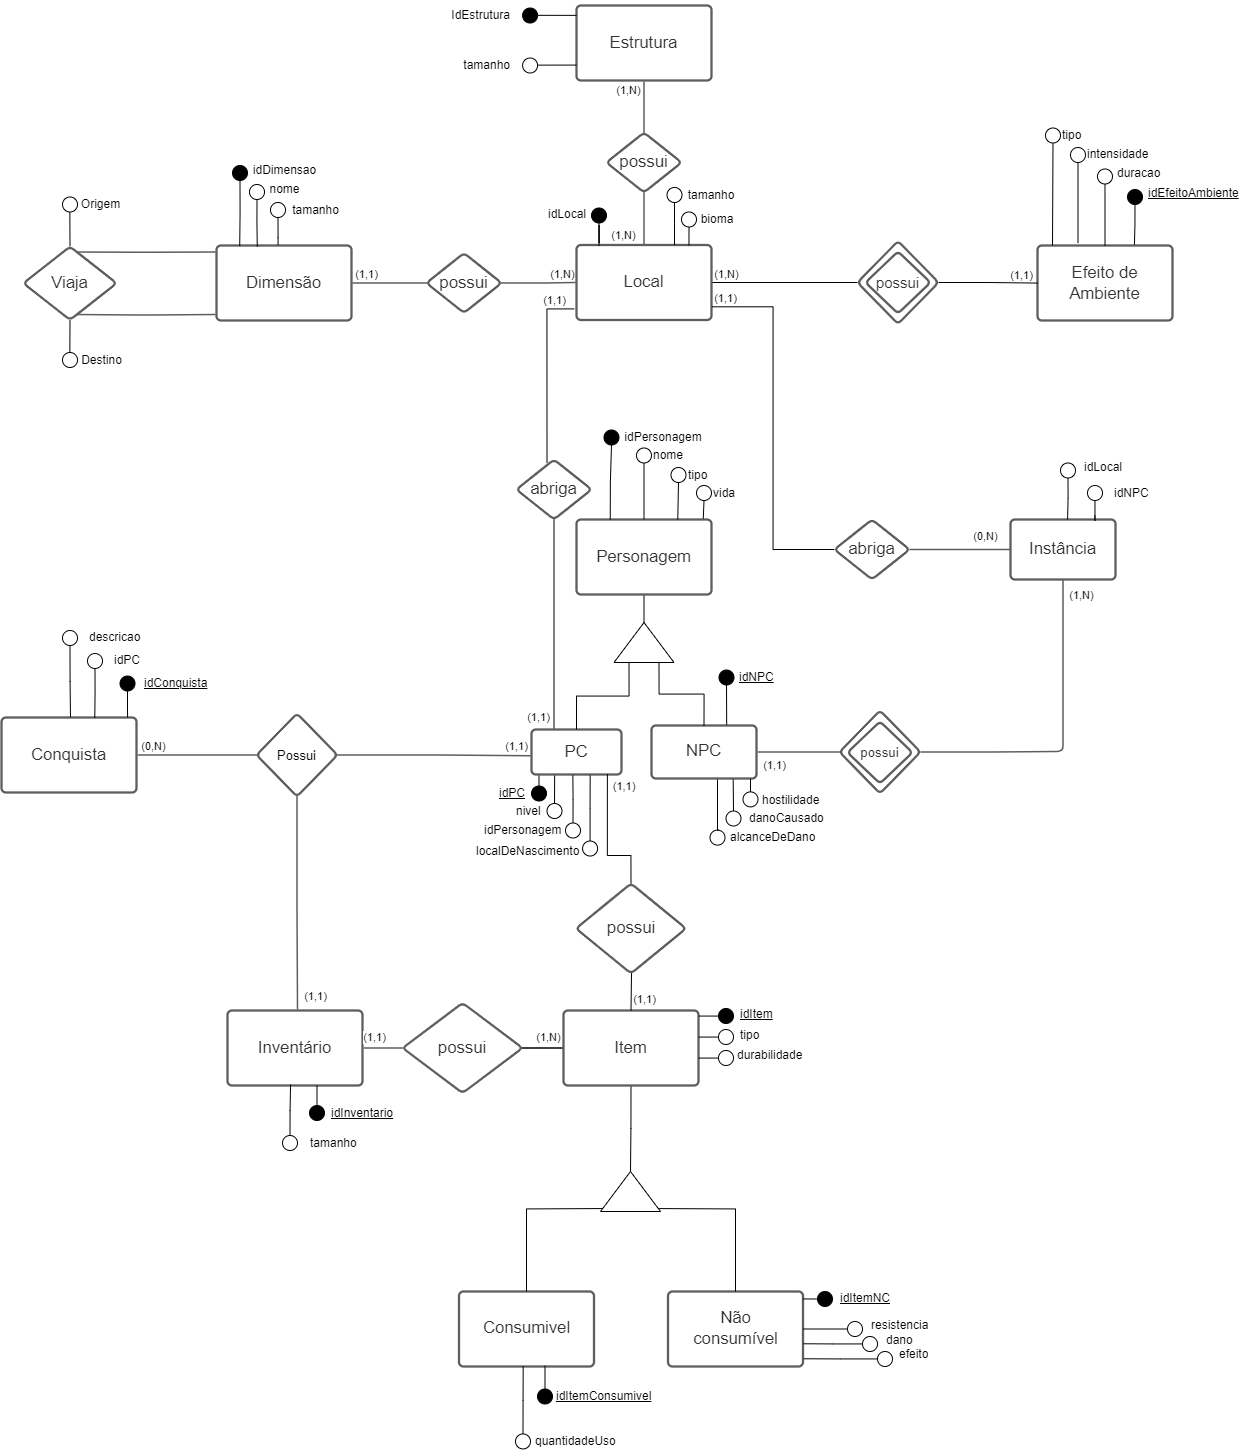 IdEstrutura
Estrutura
tamanho
(1,N)
possui
tipo
intensidade
duracao
idEfeitoAmbiente
idDimensao
nome
tamanho
tamanho
idLocal
bioma
(1,N)
Origem
Viaja
Destino
Dimensão
(1,1)
possui
(1,N)
Local
(1,N)
possui
(1,1)
Efeito de
Ambiente
(1,1)
(1,1)
idPersonagem
nome
tipo
vida
Personagem
abriga
idLocal
idNPC
abriga
(0,N)
Instância
(1,N)
descricao
idPC
idConquista
Conquista
(0,N)
Possui
(1,1)
(1,1)
PC
(1,1)
idPC
nivel
idPersonagem
localDeNascimento
idNPC
NPC
(1,1)
possui
hostilidade
danoCausado
alcanceDeDano
possui
(1,1)
(1,1)
Inventário
(1,1)
possui
(1,N)
Item
idItem
tipo
durabilidade
idInventario
tamanho
Consumivel
Não
consumível
idItemNC
resistencia
dano
efeito
idItemConsumivel
quantidadeUso